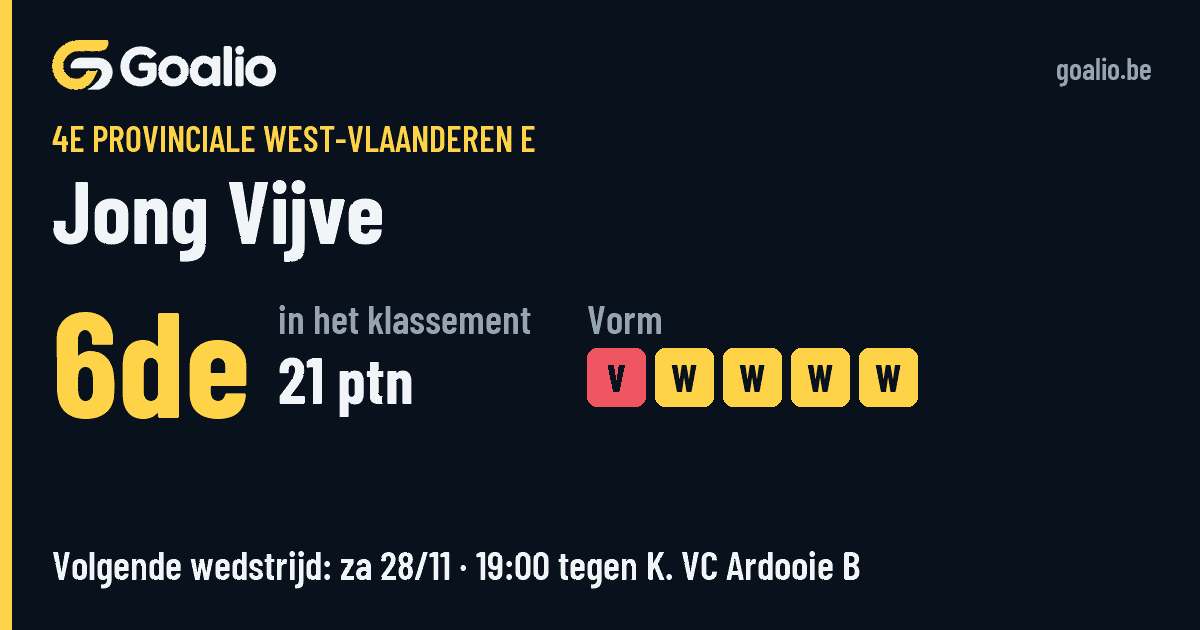 Goalio
goalio.be
4E PROVINCIALE WEST-VLAANDEREN E
Jong Vijve
6de
in het klassement
21 ptn
Vorm
V W W W W
Volgende wedstrijd: za 28/11 · 19:00 tegen K. VC Ardooie B